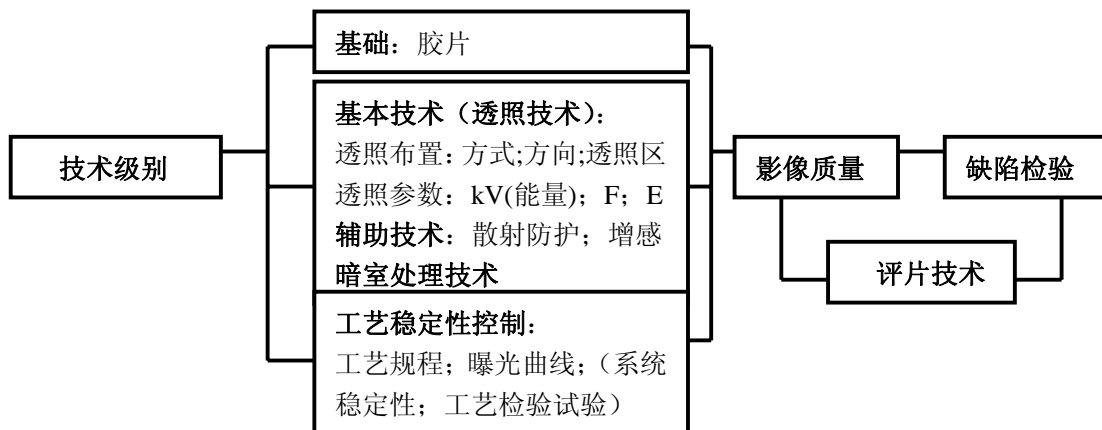 技术级别
基础：胶片
基本技术（透照技术）：
透照布置：方式;方向;透照区
透照参数：kV(能量)；F；E
辅助技术：散射防护；增感
暗室处理技术
工艺稳定性控制：
工艺规程；曝光曲线；（系统
稳定性；工艺检验试验）
影像质量
缺陷检验
评片技术